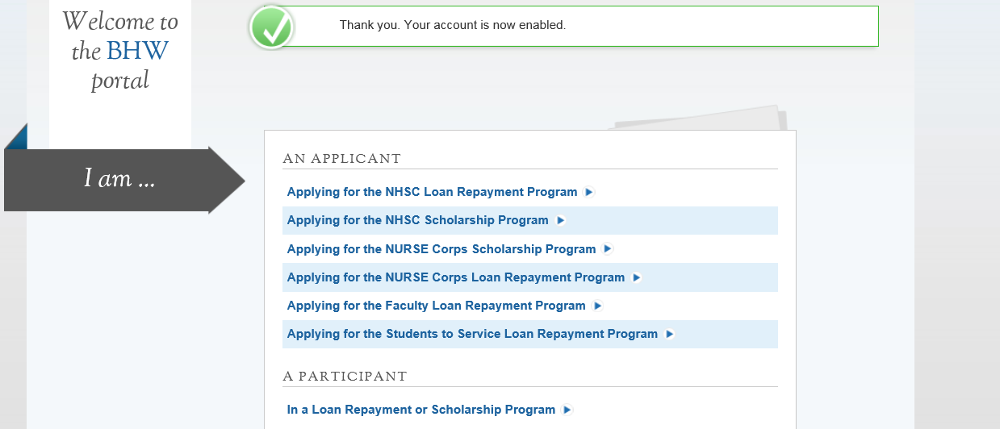 Welcome to
the BHW
portal
I am ...
Thank you. Your account is now enabled.
AN APPLICANT
Applying for the NHSC Loan Repayment Program
Applying for the NHSC Scholarship Program
Applying for the NURSE Corps Scholarship Program
Applying for the NURSE Corps Loan Repayment Program
Applying for the Faculty Loan Repayment Program
Applying for the Students to Service Loan Repayment Program
A PARTICIPANT
In a Loan Repayment or Scholarship Program